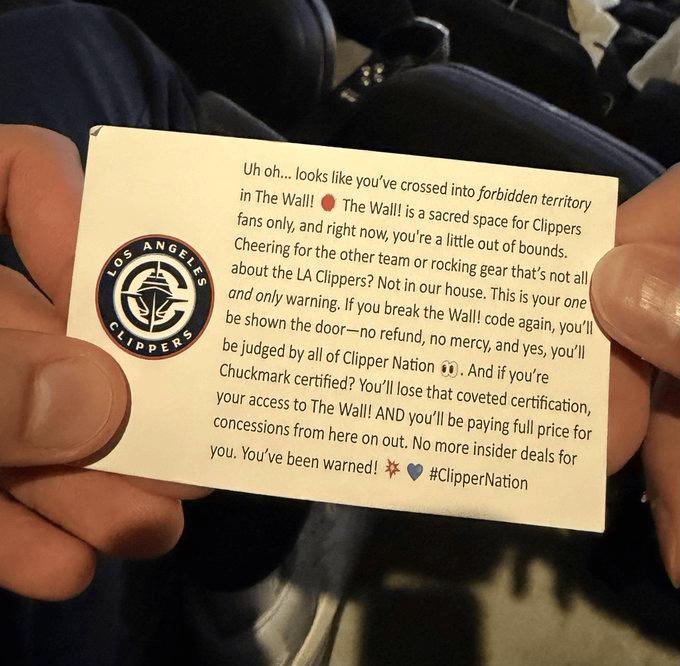 Uh oh... looks like you've crossed into forbidden territory
in The Wall! 🔴 The Wall! is a sacred space for Clippers
fans only, and right now, you're a little out of bounds.
Cheering for the other team or rocking gear that's not all
about the LA Clippers? Not in our house. This is your one
and only warning. If you break the Wall! code again, you'll
be shown the door—no refund, no mercy, and yes, you'll
be judged by all of Clipper Nation 👀. And if you're
Chuckmark certified? You'll lose that coveted certification,
your access to The Wall! AND you'll be paying full price for
concessions from here on out. No more insider deals for
you. You've been warned! 💥 💙 #ClipperNation
LOS ANGELES
CLIPPERS